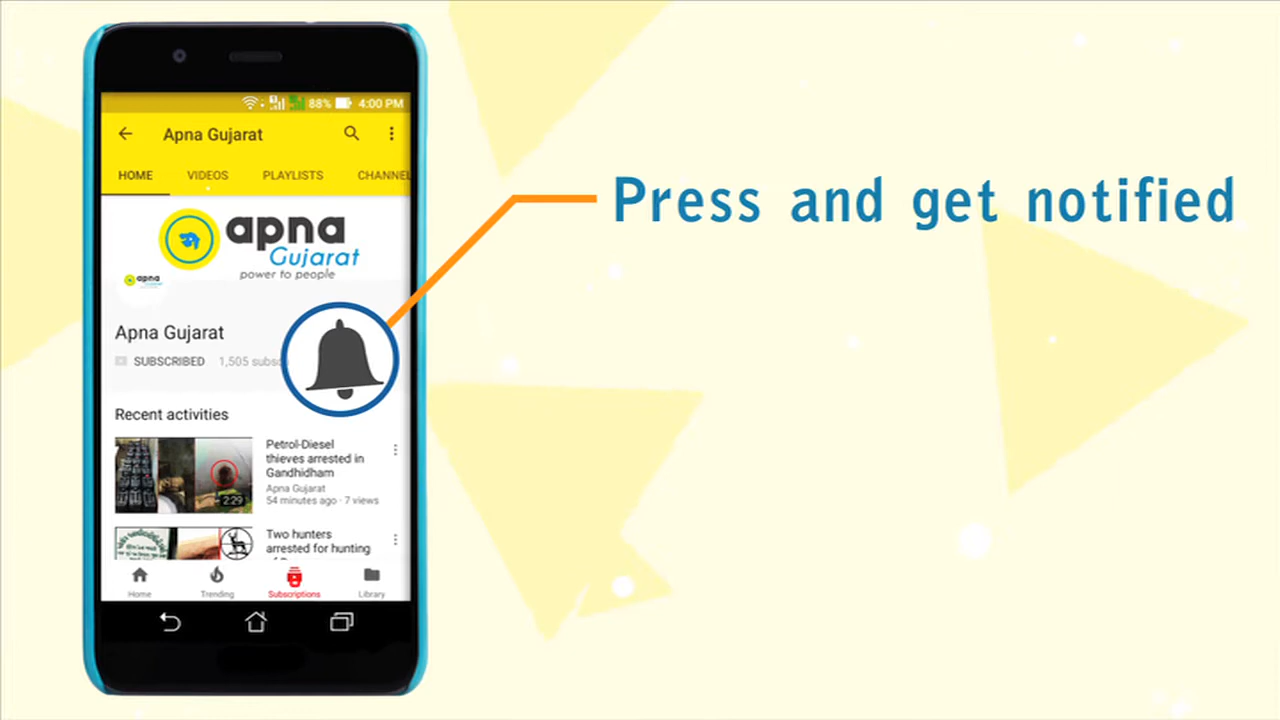 88% 4:00 PM
Apna Gujarat
HOME VIDEOS PLAYLISTS CHANNEL
apna
Gujarat
power to people
apna
Press and get notified
Apna Gujarat
SUBSCRIBED 1,505 subsc
Recent activities
Petrol-Diesel
thieves arrested in
Gandhidham
Apna Gujarat
54 minutes ago · 7 views
2:29
Two hunters
arrested for hunting
Home Trending Subscriptions Library